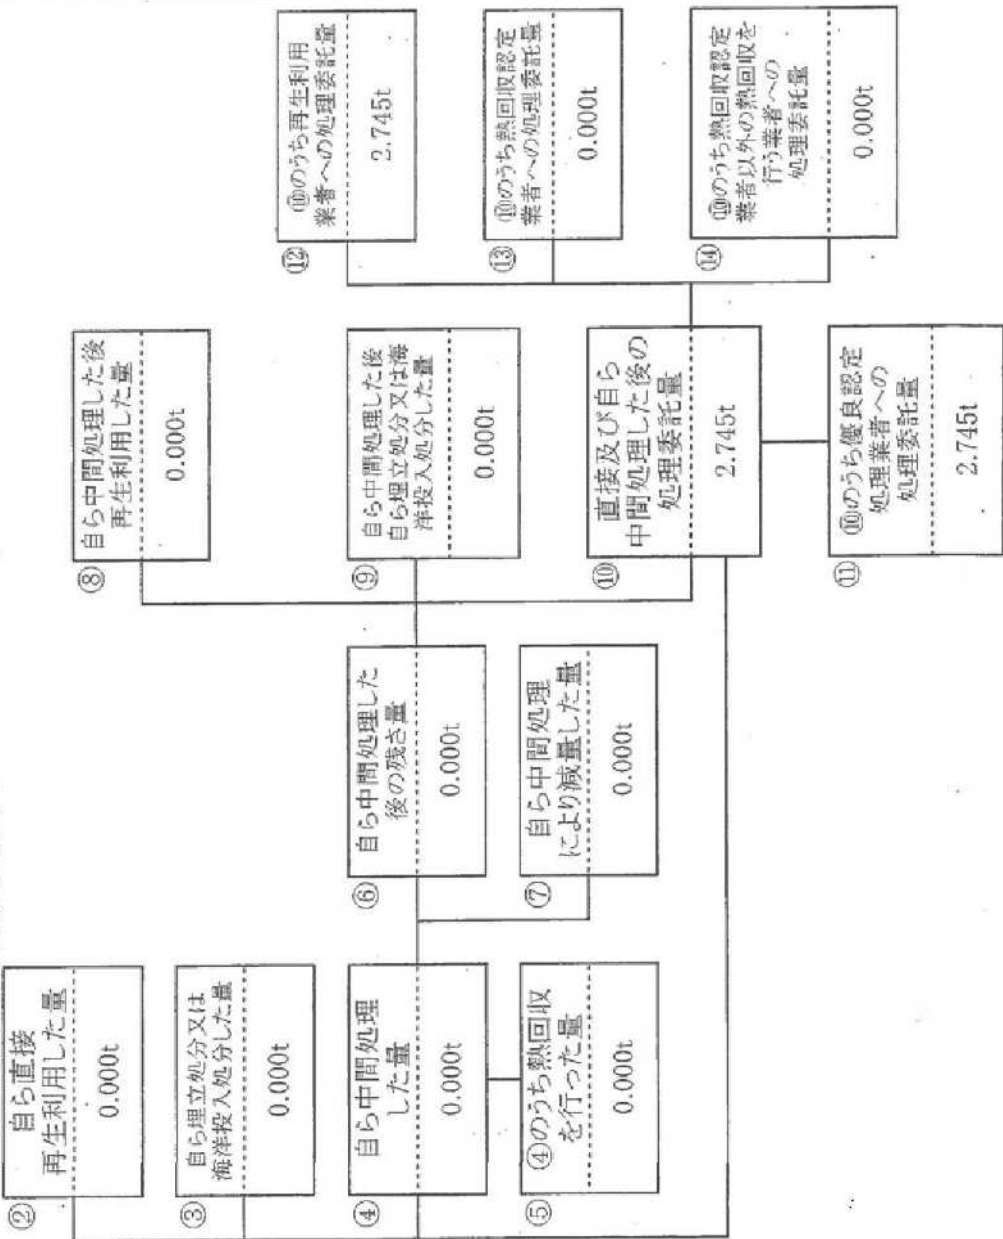 ②
自ら直接
再生利用した量
0.000t
③
自ら埋立処分又は
海洋投入処分した量
0.000t
④
自ら中間処理
した量
0.000t
⑤
④のうち熱回収
を行った量
0.000t
⑥
自ら中間処理した
後の残さ量
0.000t
⑦
自ら中間処理
により減量した量
0.000t
⑧
自ら中間処理した後
再生利用した量
0.000t
⑨
自ら中間処理した後
自ら埋立処分又は海
洋投入処分した量
0.000t
⑩
直接及び自ら
中間処理した後の
処理委託量
2.745t
⑪
⑩のうち優良認定
処理業者への
処理委託量
2.745t
⑫
⑩のうち再生利用
業者への処理委託量
2.745t
⑬
⑩のうち熱回収認定
業者への処理委託量
0.000t
⑭
⑩のうち熱回収認定
業者以外の熱回収を
行う業者への
処理委託量
0.000t